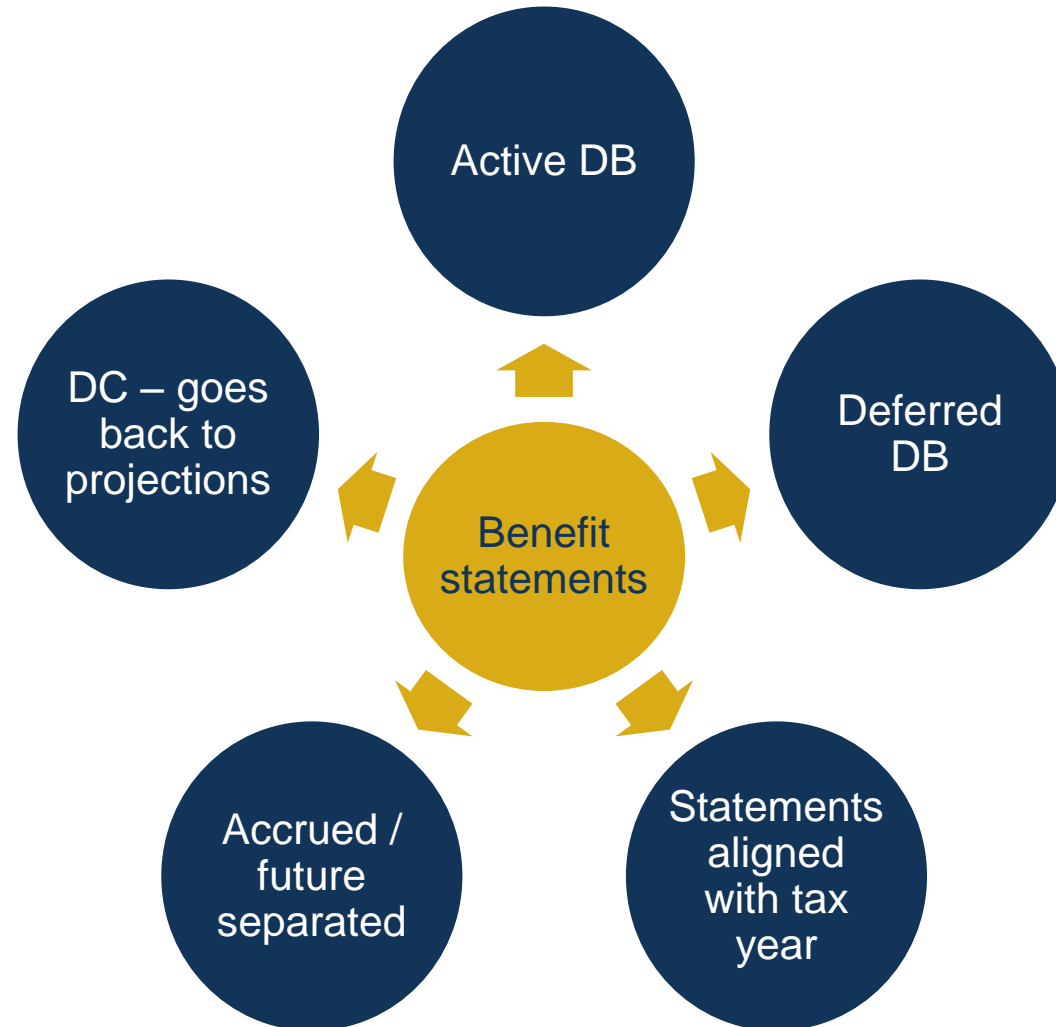 Active DB
DC – goes
back to
projections
Deferred
DB
Benefit
statements
Accrued /
future
separated
Statements
aligned
with tax
year